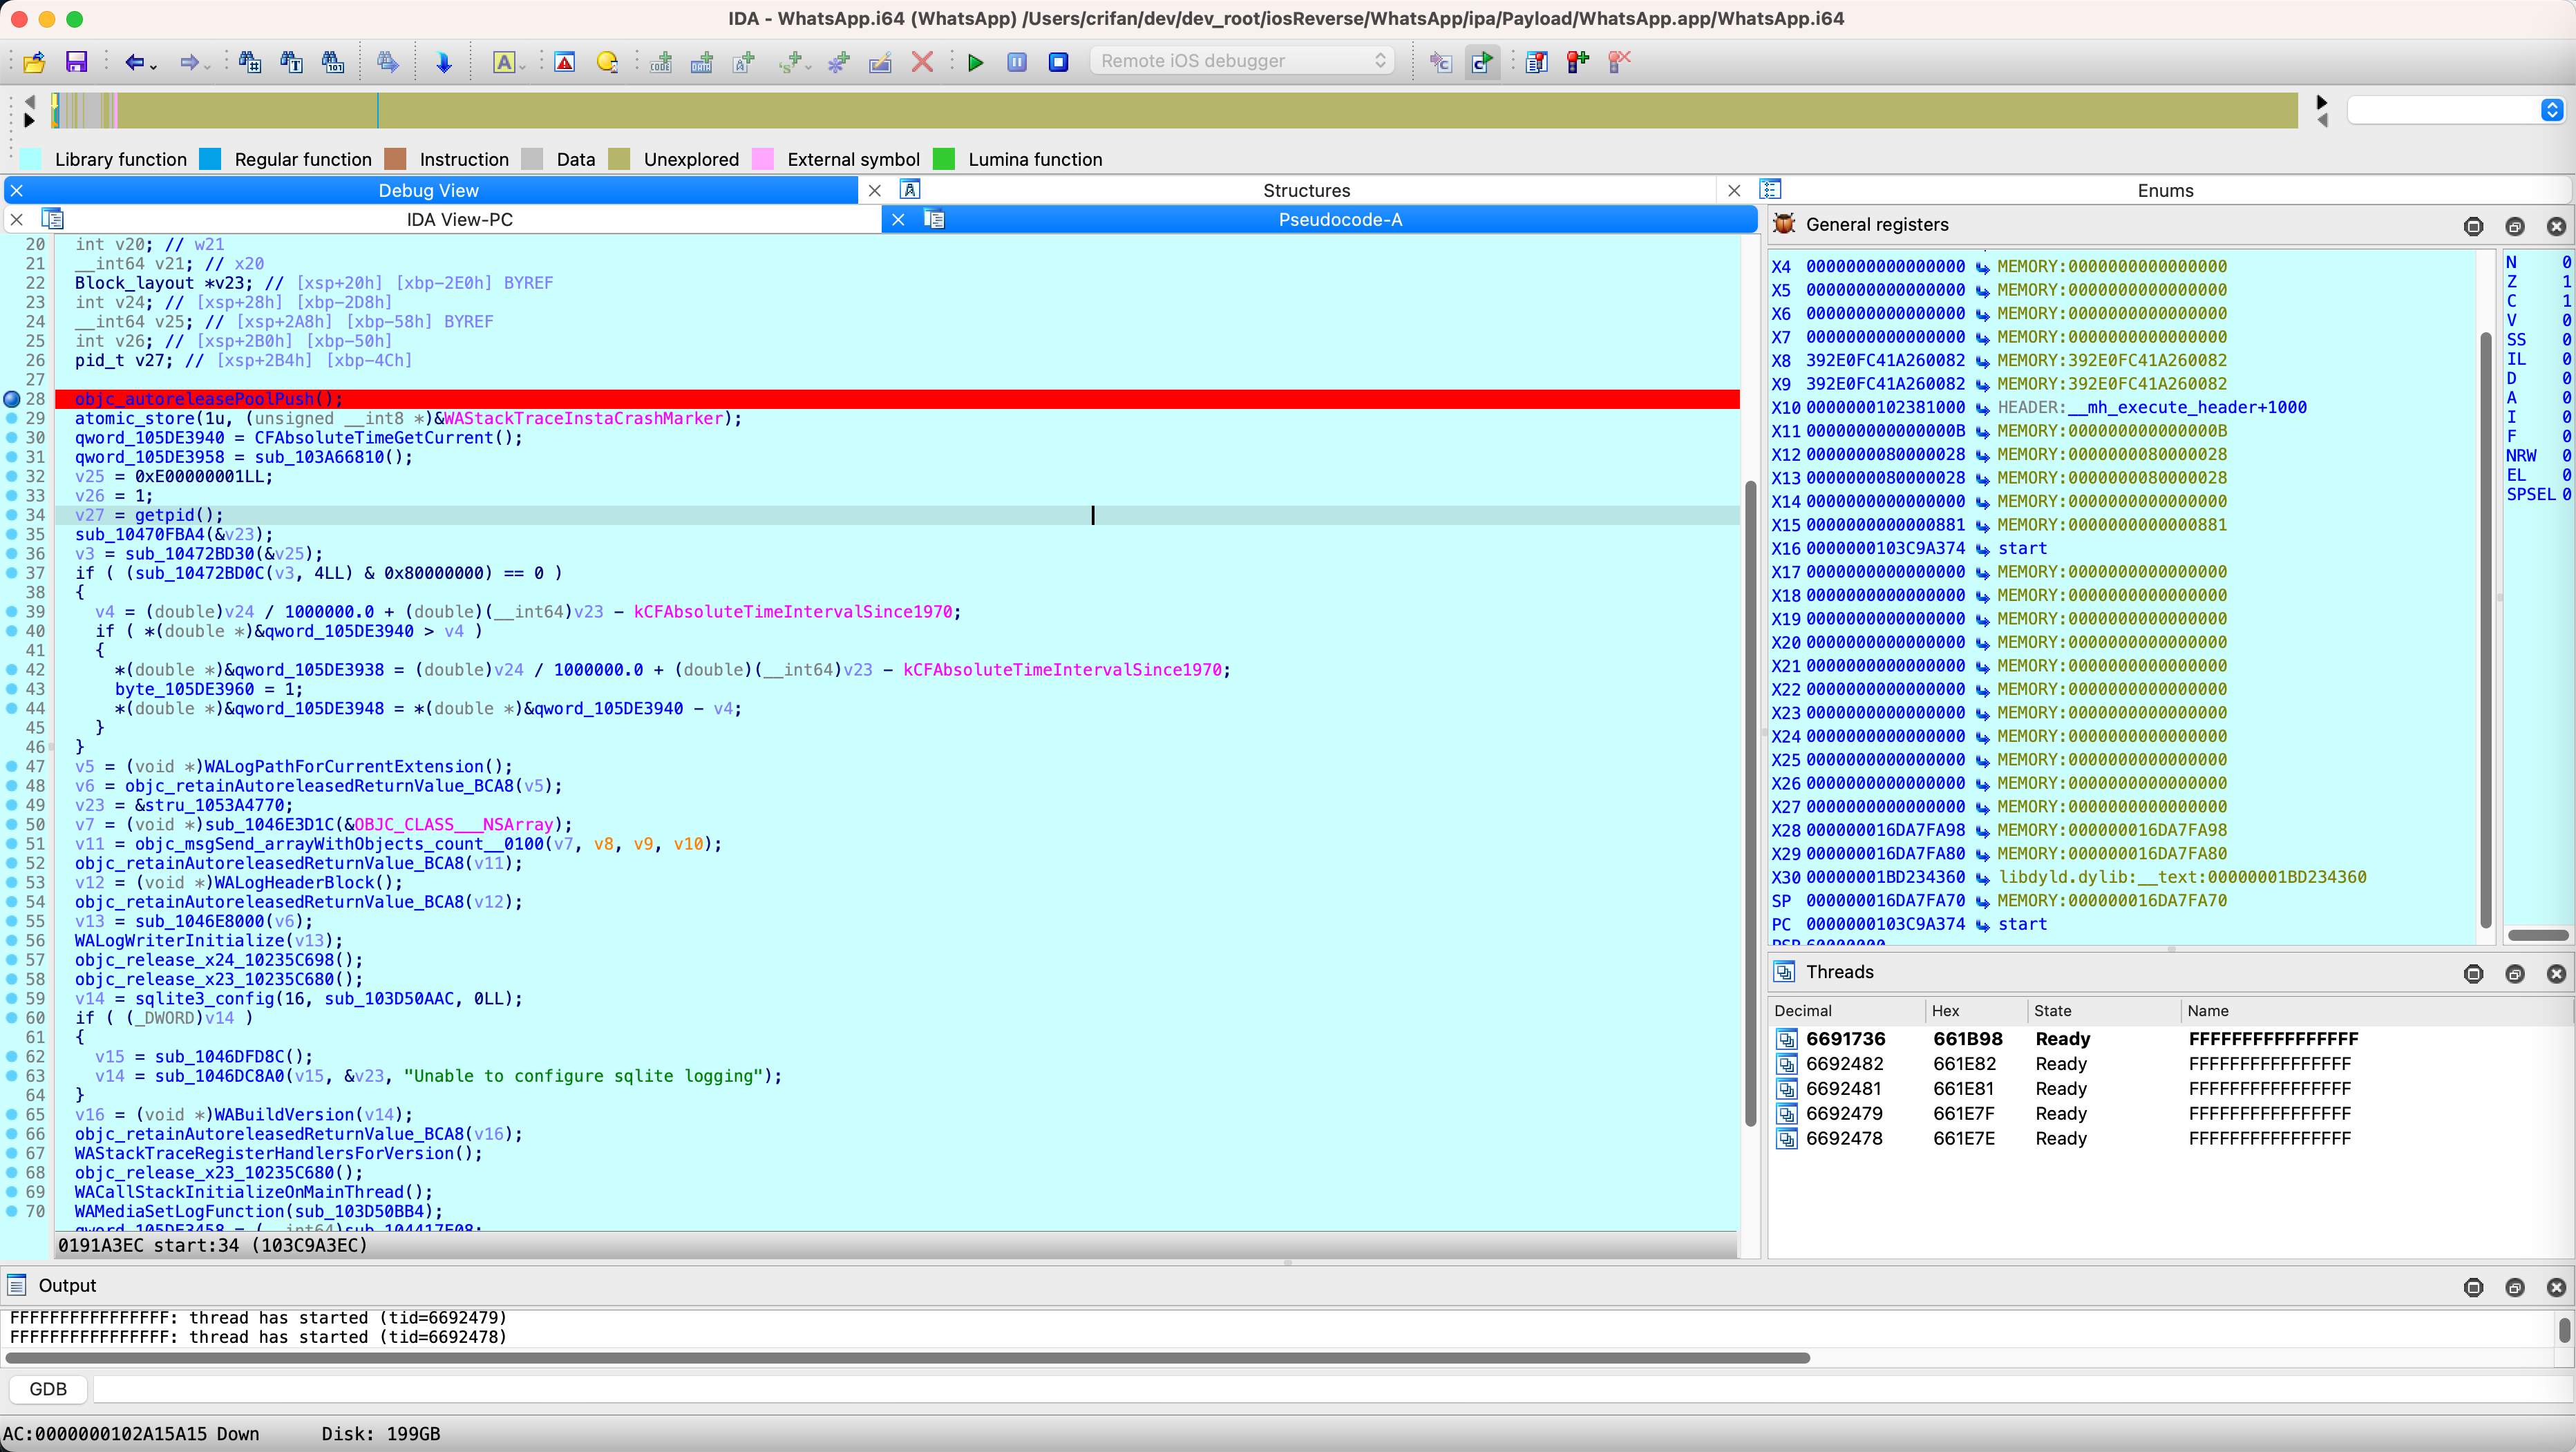 IDA - WhatsApp.i64 (WhatsApp) /Users/crifan/dev/dev_root/iosReverse/WhatsApp/ipa/Payload/WhatsApp.app/WhatsApp.i64
Remote iOS debugger
Library function Regular function Instruction Data Unexplored External symbol Lumina function
Debug View Structures Enums
IDA View-PC Pseudocode-A
20 int v20; // w21
21 __int64 v21; // x20
22 Block_layout *v23; // [xsp+20h] [xbp-2E0h] BYREF
23 int v24; // [xsp+28h] [xbp-2D8h]
24 __int64 v25; // [xsp+2A8h] [xbp-58h] BYREF
25 int v26; // [xsp+2B0h] [xbp-50h]
26 pid_t v27; // [xsp+2B4h] [xbp-4Ch]
27
28 objc_autoreleasePoolPush();
29 atomic_store(1u, (unsigned __int8 *)&WAStackTraceInstaCrashMarker);
30 qword_105DE3940 = CFAbsoluteTimeGetCurrent();
31 qword_105DE3958 = sub_103A66810();
32 v25 = 0xE00000001LL;
33 v26 = 1;
34 v27 = getpid();
35 sub_10470FBA4(&v23);
36 v3 = sub_10472BD30(&v25);
37 if ( (sub_10472BD0C(v3, 4LL) & 0x80000000) == 0 )
38 {
39 v4 = (double)v24 / 1000000.0 + (double)(__int64)v23 - kCFAbsoluteTimeIntervalSince1970;
40 if ( *(double *)&qword_105DE3940 > v4 )
41 {
42 *(double *)&qword_105DE3938 = (double)v24 / 1000000.0 + (double)(__int64)v23 - kCFAbsoluteTimeIntervalSince1970;
43 byte_105DE3960 = 1;
44 *(double *)&qword_105DE3948 = *(double *)&qword_105DE3940 - v4;
45 }
46 }
47 v5 = (void *)WALogPathForCurrentExtension();
48 v6 = objc_retainAutoreleasedReturnValue_BCA8(v5);
49 v23 = &stru_1053A4770;
50 v7 = (void *)sub_1046E3D1C(&OBJC_CLASS___NSArray);
51 v11 = objc_msgSend_arrayWithObjects_count__0100(v7, v8, v9, v10);
52 objc_retainAutoreleasedReturnValue_BCA8(v11);
53 v12 = (void *)WALogHeaderBlock();
54 objc_retainAutoreleasedReturnValue_BCA8(v12);
55 v13 = sub_1046E8000(v6);
56 WALogWriterInitialize(v13);
57 objc_release_x24_10235C698();
58 objc_release_x23_10235C680();
59 v14 = sqlite3_config(16, sub_103D50AAC, 0LL);
60 if ( (_DWORD)v14 )
61 {
62 v15 = sub_1046DFD8C();
63 v14 = sub_1046DC8A0(v15, &v23, "Unable to configure sqlite logging");
64 }
65 v16 = (void *)WABuildVersion(v14);
66 objc_retainAutoreleasedReturnValue_BCA8(v16);
67 WAStackTraceRegisterHandlersForVersion();
68 objc_release_x23_10235C680();
69 WACallStackInitializeOnMainThread();
70 WAMediaSetLogFunction(sub_103D50BB4);
qword_105DE3458 = (__int64)sub_104417E08;
0191A3EC start:34 (103C9A3EC)
General registers
X4 0000000000000000 MEMORY:0000000000000000
X5 0000000000000000 MEMORY:0000000000000000
X6 0000000000000000 MEMORY:0000000000000000
X7 0000000000000000 MEMORY:0000000000000000
X8 392E0FC41A260082 MEMORY:392E0FC41A260082
X9 392E0FC41A260082 MEMORY:392E0FC41A260082
X10 0000000102381000 HEADER:__mh_execute_header+1000
X11 000000000000000B MEMORY:000000000000000B
X12 0000000080000028 MEMORY:0000000080000028
X13 0000000080000028 MEMORY:0000000080000028
X14 0000000000000000 MEMORY:0000000000000000
X15 0000000000000881 MEMORY:0000000000000881
X16 0000000103C9A374 start
X17 0000000000000000 MEMORY:0000000000000000
X18 0000000000000000 MEMORY:0000000000000000
X19 0000000000000000 MEMORY:0000000000000000
X20 0000000000000000 MEMORY:0000000000000000
X21 0000000000000000 MEMORY:0000000000000000
X22 0000000000000000 MEMORY:0000000000000000
X23 0000000000000000 MEMORY:0000000000000000
X24 0000000000000000 MEMORY:0000000000000000
X25 0000000000000000 MEMORY:0000000000000000
X26 0000000000000000 MEMORY:0000000000000000
X27 0000000000000000 MEMORY:0000000000000000
X28 000000016DA7FA98 MEMORY:000000016DA7FA98
X29 000000016DA7FA80 MEMORY:000000016DA7FA80
X30 00000001BD234360 libdyld.dylib:__text:00000001BD234360
SP 000000016DA7FA70 MEMORY:000000016DA7FA70
PC 0000000103C9A374 start
PSR 60000000
N 0
Z 1
C 1
V 0
SS 0
IL 0
D 0
A 0
I 0
F 0
NRW 0
EL 0
SPSEL 0
Threads
Decimal Hex State Name
6691736 661B98 Ready FFFFFFFFFFFFFFFF
6692482 661E82 Ready FFFFFFFFFFFFFFFF
6692481 661E81 Ready FFFFFFFFFFFFFFFF
6692479 661E7F Ready FFFFFFFFFFFFFFFF
6692478 661E7E Ready FFFFFFFFFFFFFFFF
Output
FFFFFFFFFFFFFFFF: thread has started (tid=6692479)
FFFFFFFFFFFFFFFF: thread has started (tid=6692478)
GDB
AC:0000000102A15A15 Down Disk: 199GB